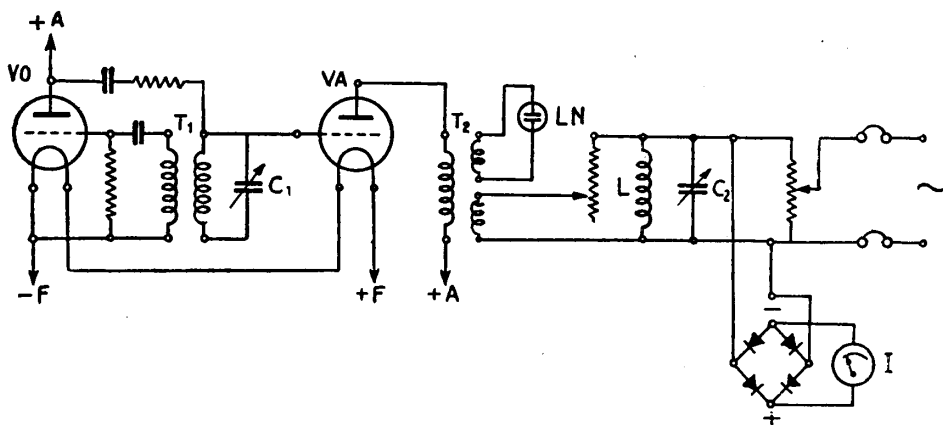 +A
VO
VA
T1
T2
LN
C1
L
C2
~
-F
+F
+A
-
I
+